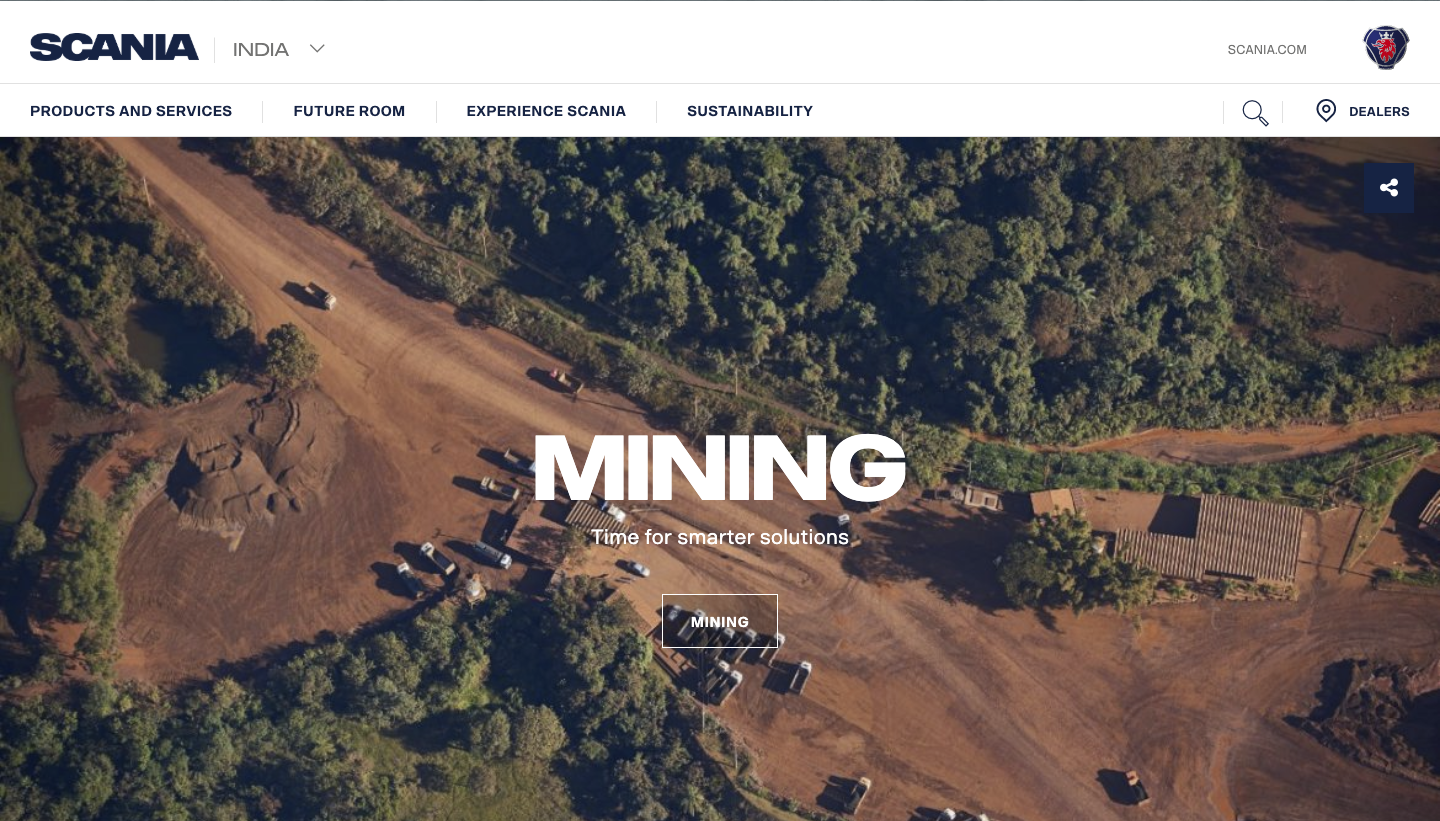 SCANIA
INDIA
SCANIA.COM
PRODUCTS AND SERVICES
FUTURE ROOM
EXPERIENCE SCANIA
SUSTAINABILITY
DEALERS
MINING
Time for smarter solutions
MINING